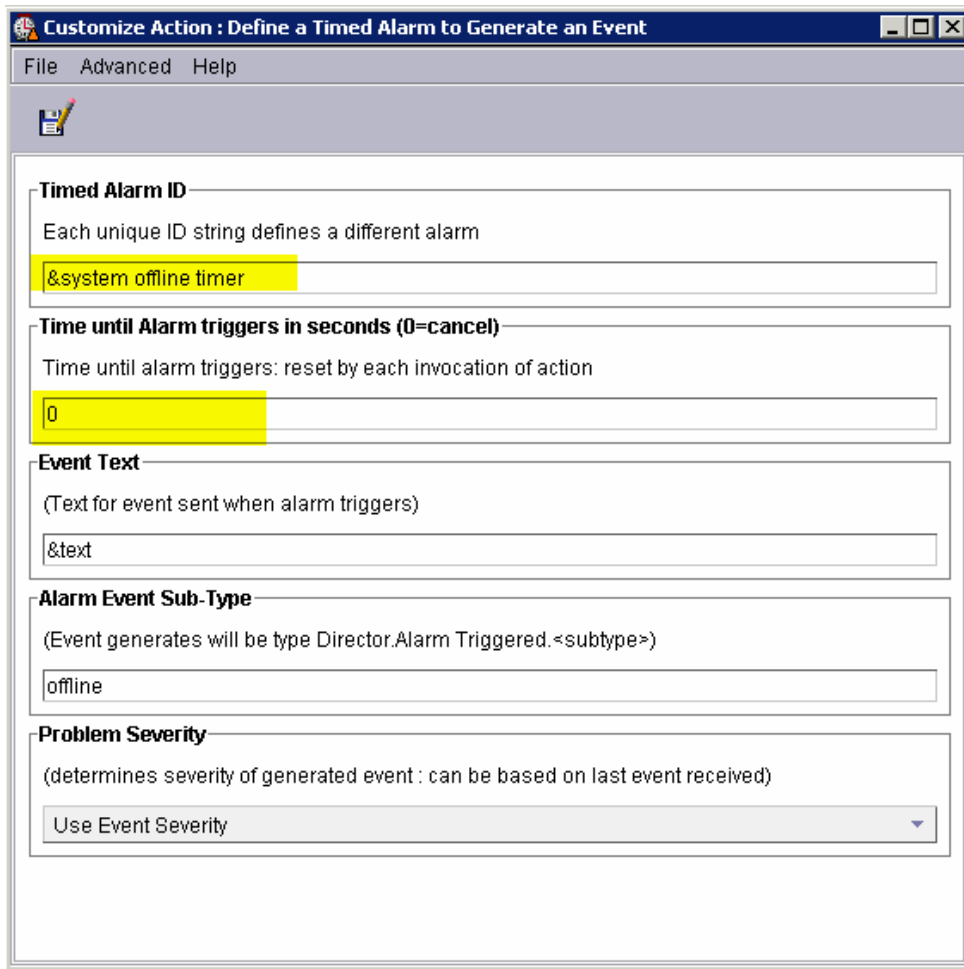 Customize Action : Define a Timed Alarm to Generate an Event
File Advanced Help
Timed Alarm ID
Each unique ID string defines a different alarm
&system offline timer
Time until Alarm triggers in seconds (0=cancel)
Time until alarm triggers: reset by each invocation of action
0
Event Text
(Text for event sent when alarm triggers)
&text
Alarm Event Sub-Type
(Event generates will be type Director.Alarm Triggered.<subtype>)
offline
Problem Severity
(determines severity of generated event : can be based on last event received)
Use Event Severity